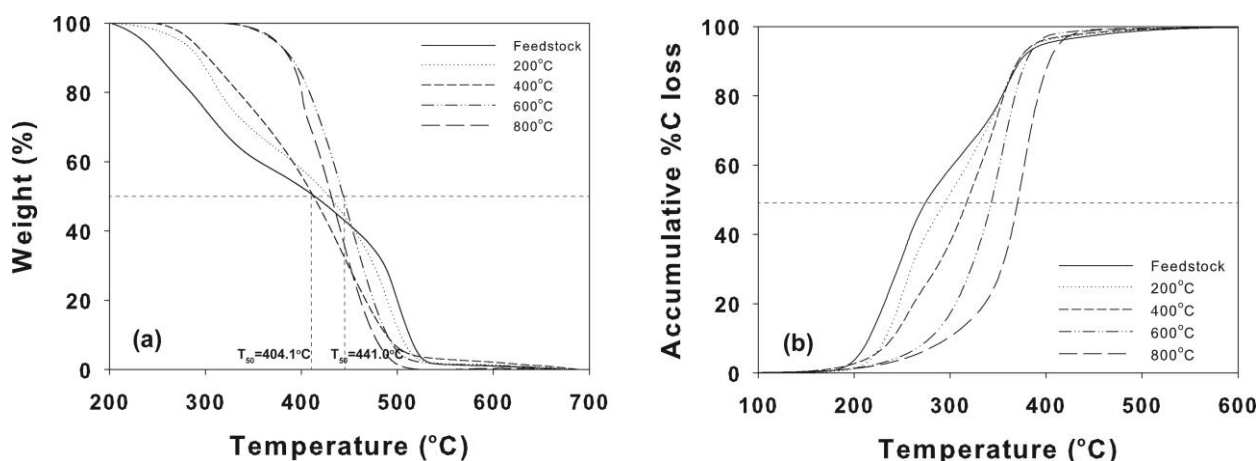 100
80
60
40
20
0
Weight (%)
Feedstock
200°C
400°C
600°C
800°C
(a)
T50=404.1°C T50=441.0°C
200 300 400 500 600 700
Temperature (°C)
100
80
60
40
20
0
Accumulative %C loss
Feedstock
200°C
400°C
600°C
800°C
(b)
100 200 300 400 500 600
Temperature (°C)